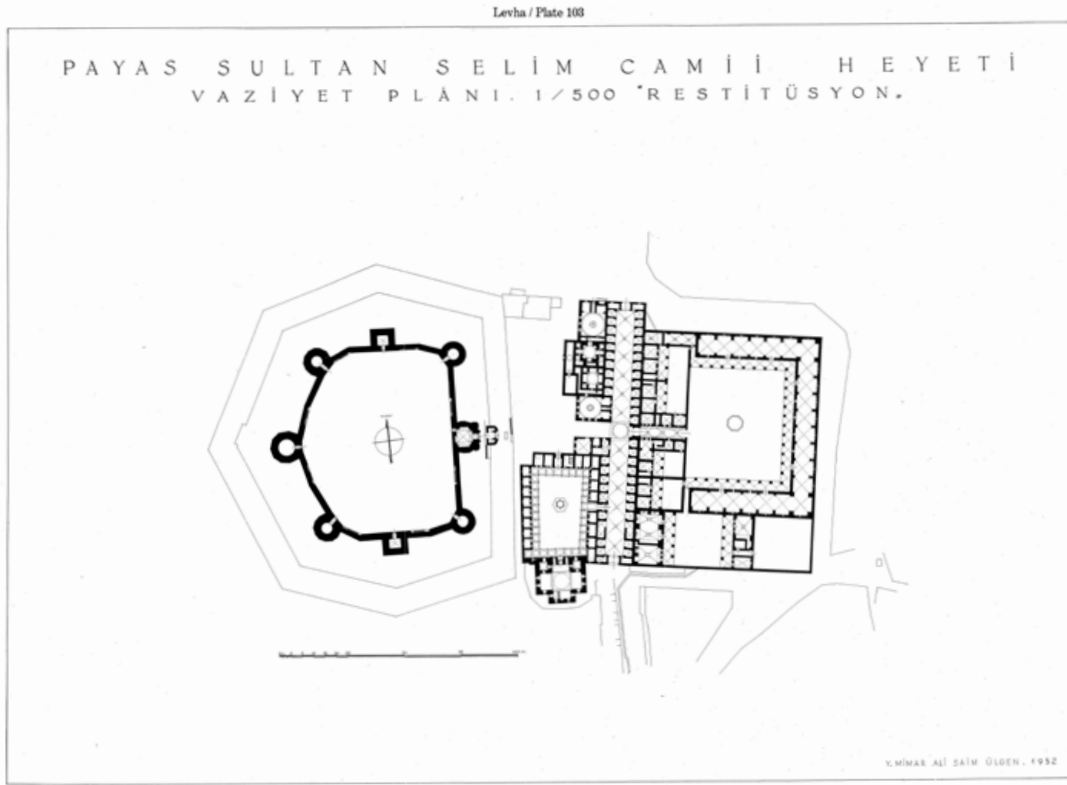 Levha / Plate 103
PAYAS SULTAN SELİM CAMİİ HEYETİ
VAZİYET PLÂNI. 1/500 "RESTİTÜSYON.
Y. MİMAR ALİ SAİM ÜLGEN. 1952